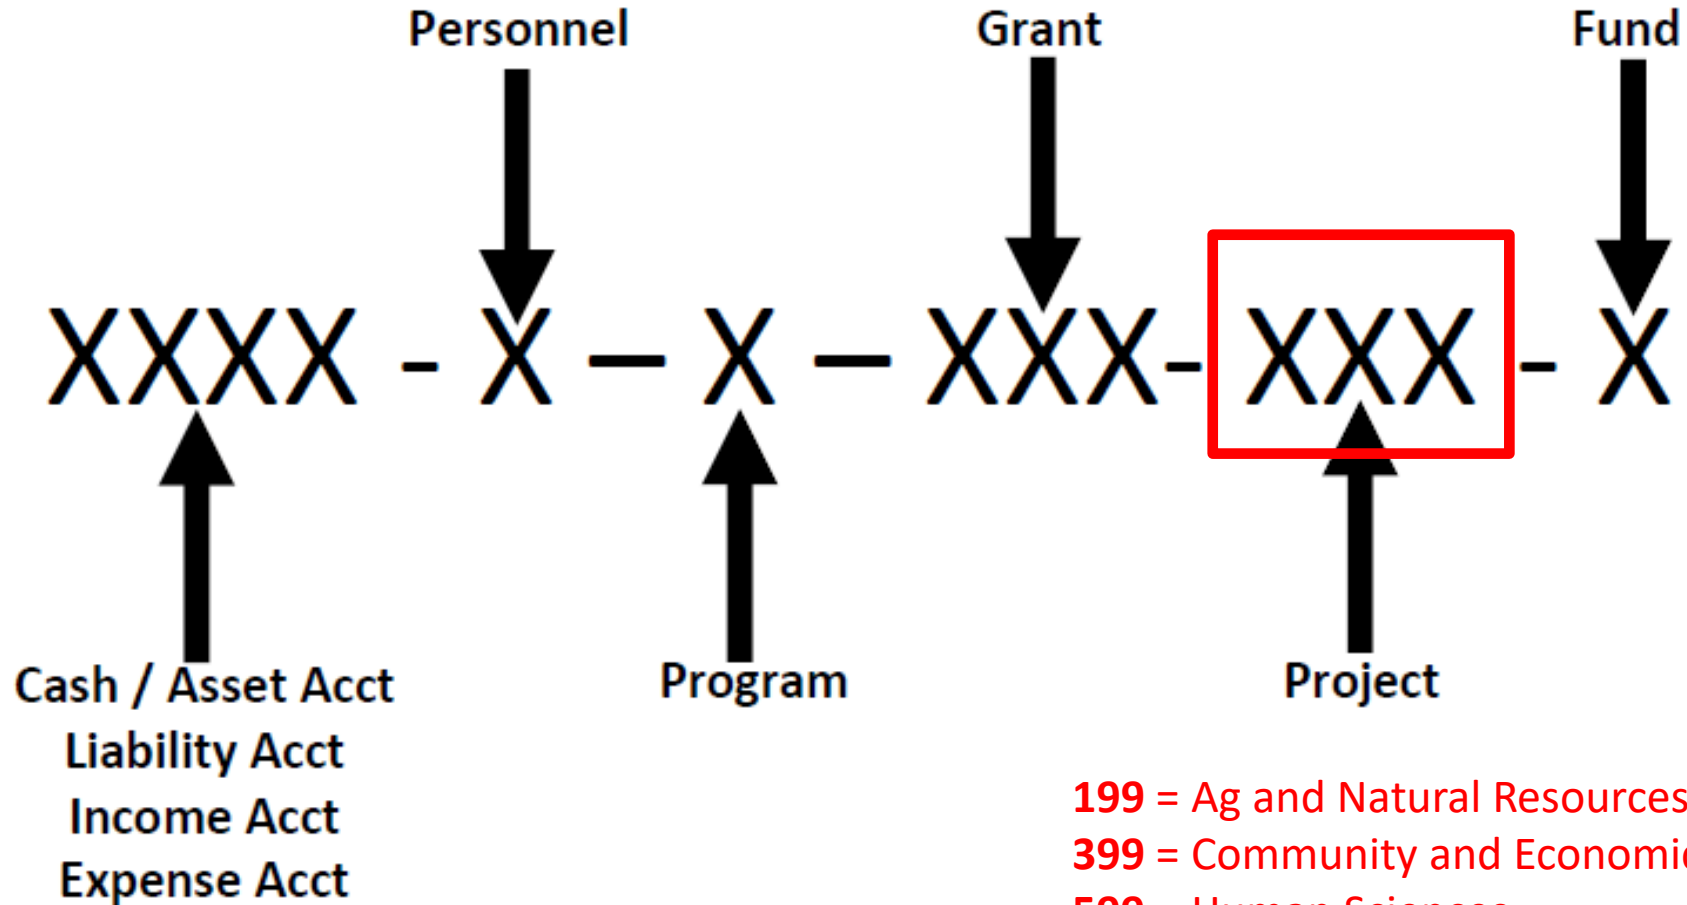 Personnel Grant Fund
XXXX - X – X – XXX- XXX - X
Cash / Asset Acct Program Project
Liability Acct
Income Acct
Expense Acct
199 = Ag and Natural Resources
399 = Community and Economic